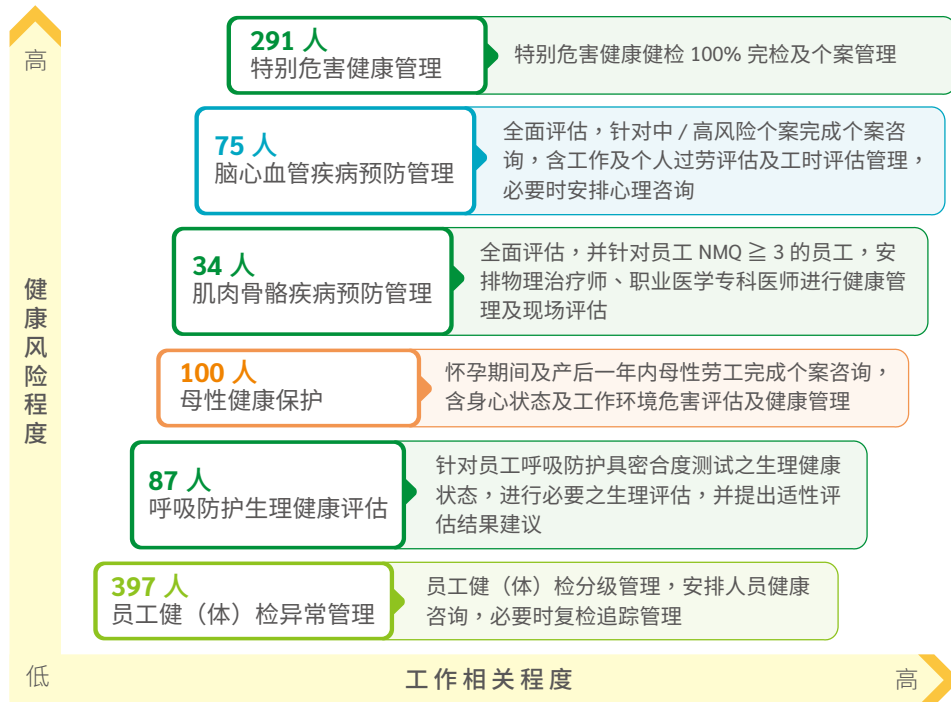 高
291 人
特别危害健康管理
特别危害健康健检 100% 完检及个案管理
75 人
脑心血管疾病预防管理
全面评估，针对中 / 高风险个案完成个案咨
询，含工作及个人过劳评估及工时评估管理，
必要时安排心理咨询
34 人
肌肉骨骼疾病预防管理
全面评估，并针对员工 NMQ ≧ 3 的员工，安
排物理治疗师、职业医学专科医师进行健康管
理及现场评估
健康风险程度
100 人
母性健康保护
怀孕期间及产后一年内母性劳工完成个案咨询，
含身心状态及工作环境危害评估及健康管理
87 人
呼吸防护生理健康评估
针对员工呼吸防护具密合度测试之生理健康
状态，进行必要之生理评估，并提出适性评
估结果建议
397 人
员工健（体）检异常管理
员工健（体）检分级管理，安排人员健康
咨询，必要时复检追踪管理
低
工作相关程度
高